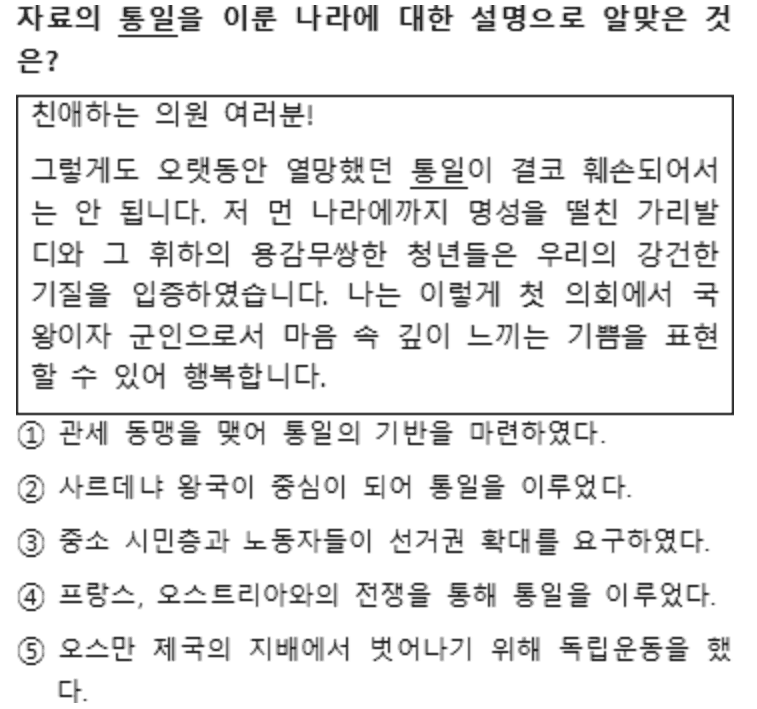 자료의 통일을 이룬 나라에 대한 설명으로 알맞은 것
은?
친애하는 의원 여러분!
그렇게도 오랫동안 열망했던 통일이 결코 훼손되어서
는 안 됩니다. 저 먼 나라에까지 명성을 떨친 가리발
디와 그 휘하의 용감무쌍한 청년들은 우리의 강건한
기질을 입증하였습니다. 나는 이렇게 첫 의회에서 국
왕이자 군인으로서 마음 속 깊이 느끼는 기쁨을 표현
할 수 있어 행복합니다.
① 관세 동맹을 맺어 통일의 기반을 마련하였다.
② 사르데냐 왕국이 중심이 되어 통일을 이루었다.
③ 중소 시민층과 노동자들이 선거권 확대를 요구하였다.
④ 프랑스, 오스트리아와의 전쟁을 통해 통일을 이루었다.
⑤ 오스만 제국의 지배에서 벗어나기 위해 독립운동을 했
다.